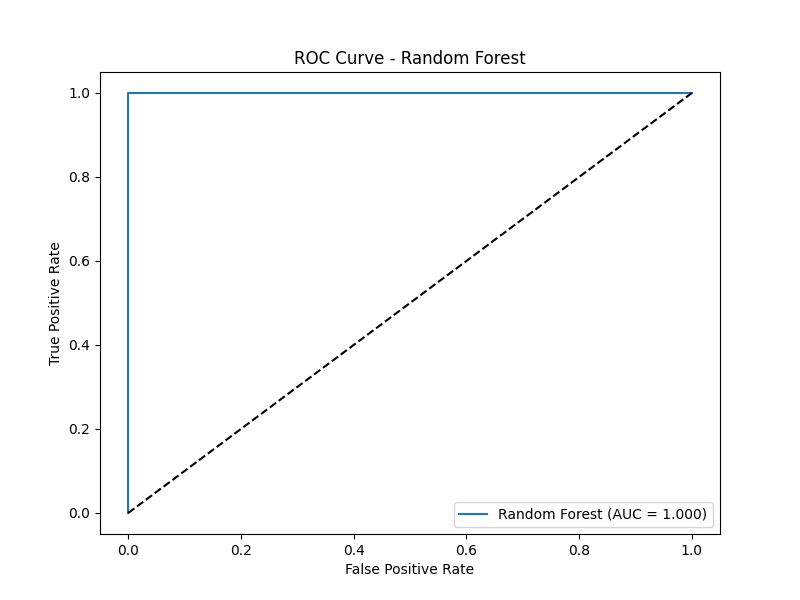 ROC Curve - Random Forest
1.0
0.8
0.6
0.4
0.2
0.0
True Positive Rate
Random Forest (AUC = 1.000)
0.0 0.2 0.4 0.6 0.8 1.0
False Positive Rate